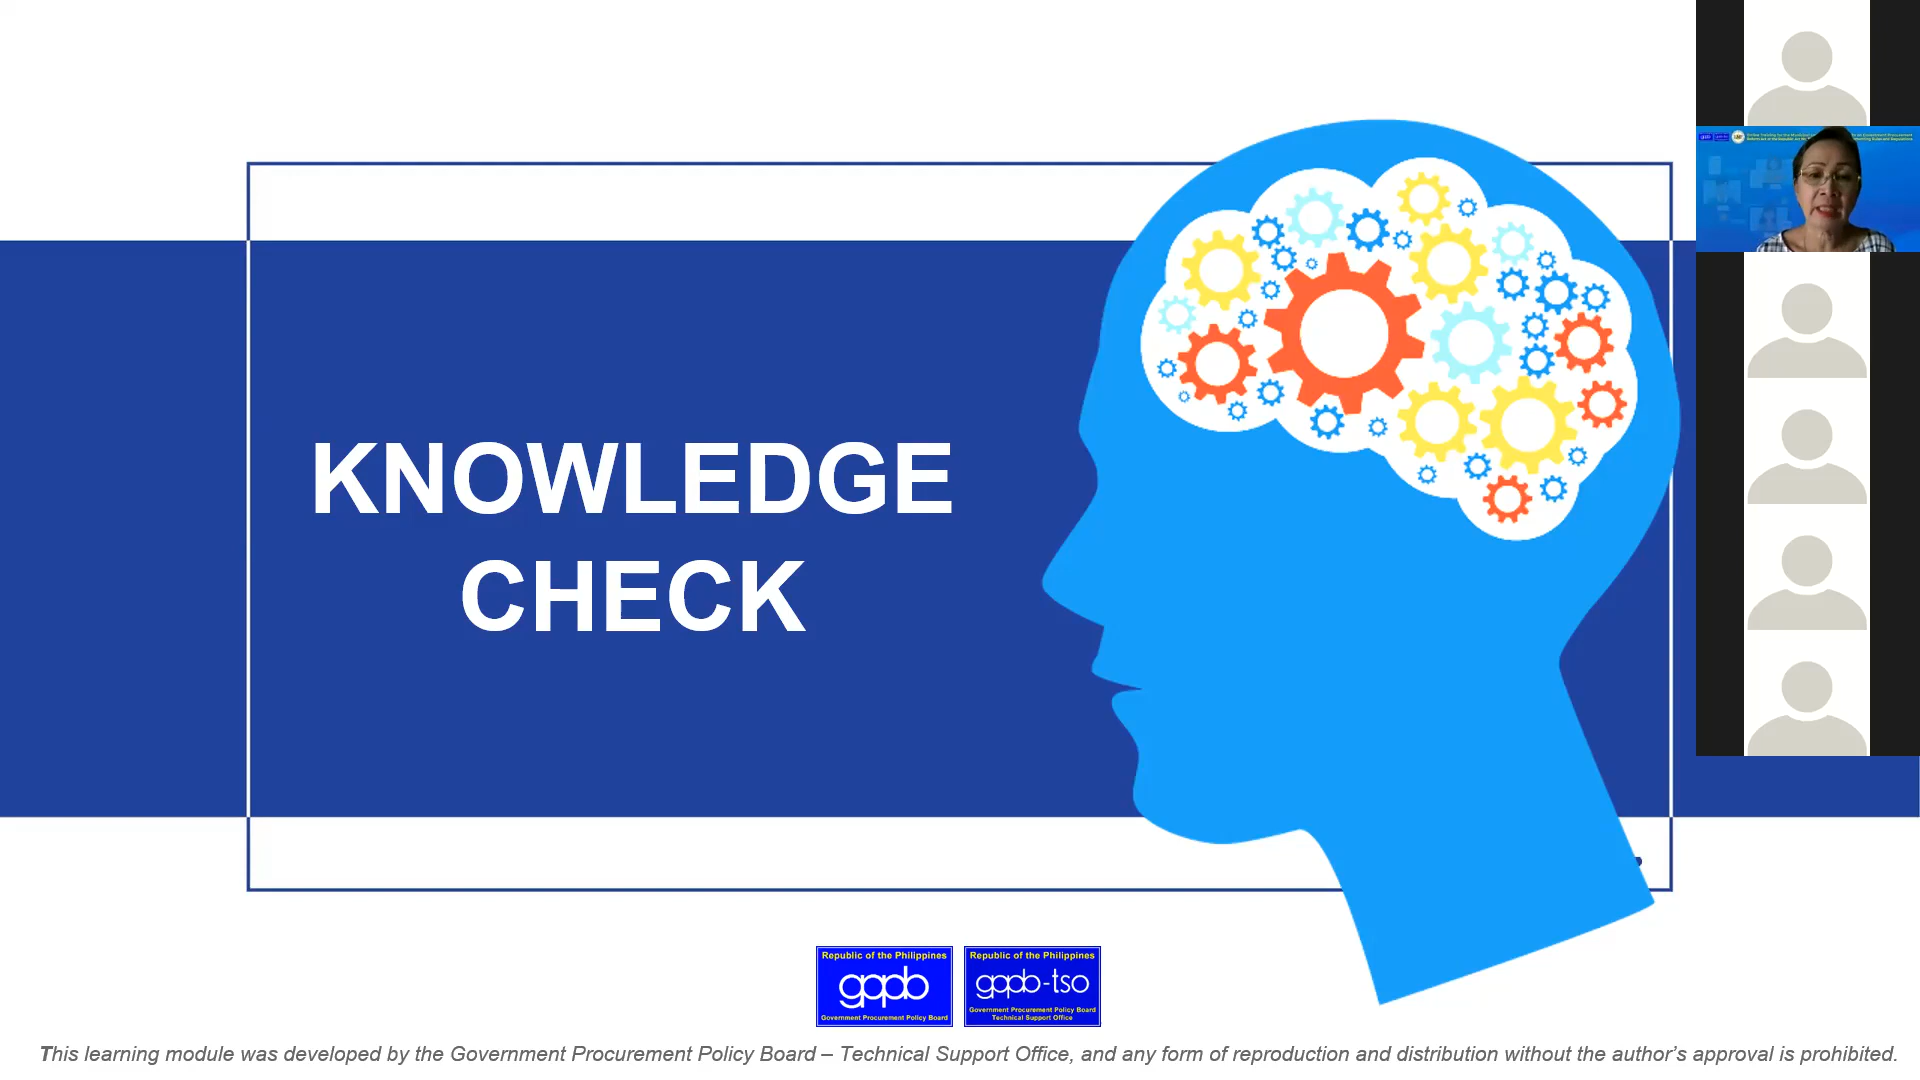 KNOWLEDGE
CHECK
Republic of the Philippines
gppb
Government Procurement Policy Board
Republic of the Philippines
gppb-tso
Government Procurement Policy Board
Technical Support Office
This learning module was developed by the Government Procurement Policy Board – Technical Support Office, and any form of reproduction and distribution without the author's approval is prohibited.